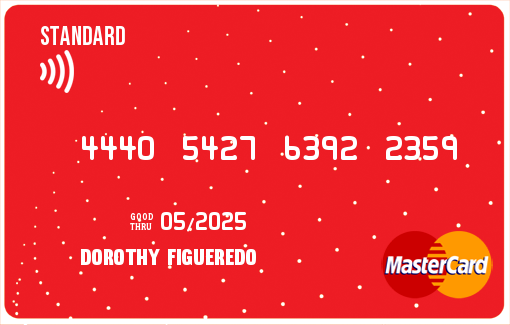 STANDARD
4440 5427 6392 2359
GOOD THRU 05/2025
DOROTHY FIGUEREDO
MasterCard